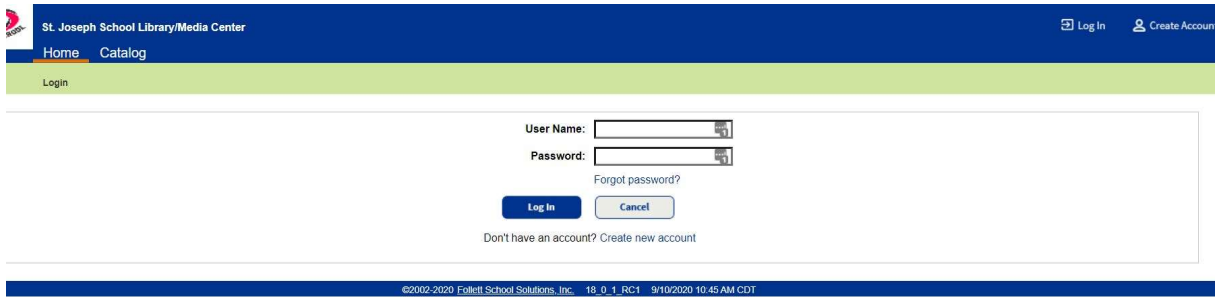 St. Joseph School Library/Media Center
Log In
Create Accoun
Home Catalog
Login
User Name:
Password:
Forgot password?
Log In Cancel
Don't have an account? Create new account
©2002-2020 Follett School Solutions, Inc. 18_0_1_RC1 9/10/2020 10:45 AM CDT